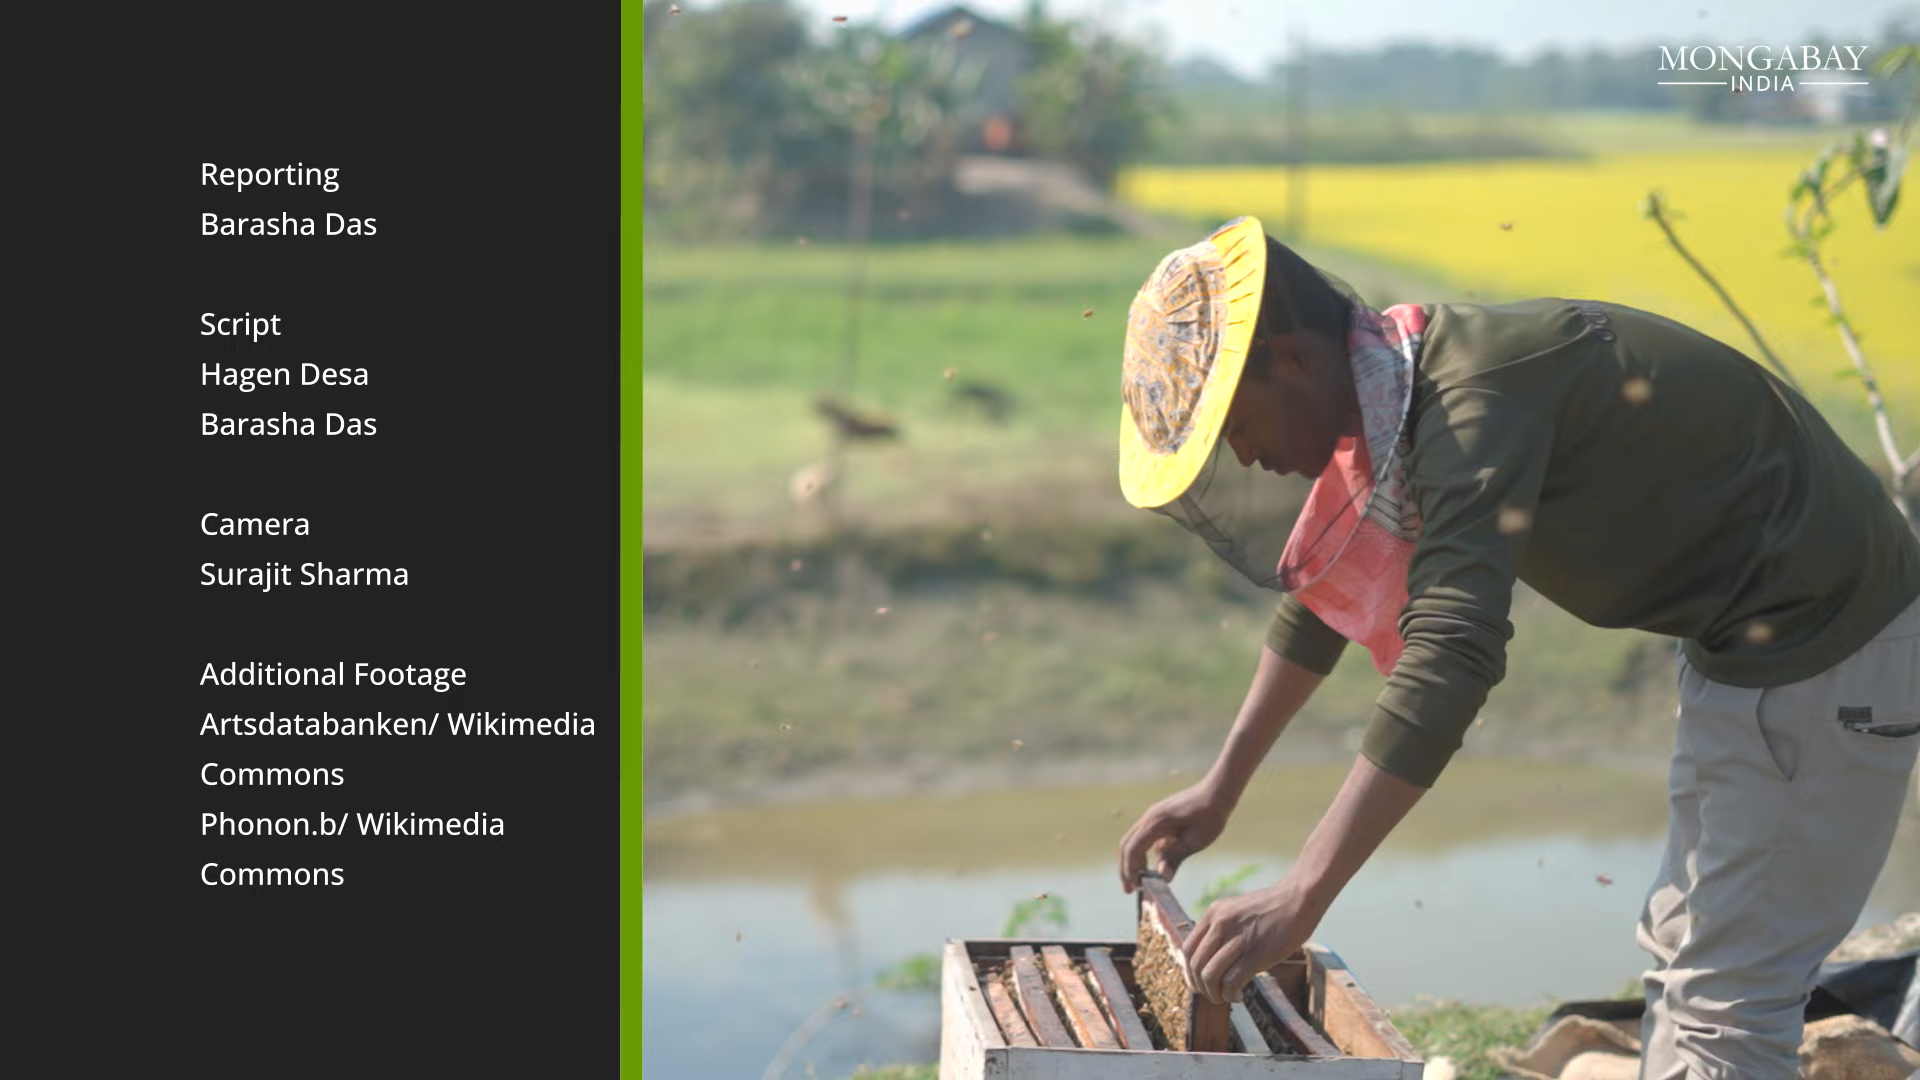 Reporting
Barasha Das
Script
Hagen Desa
Barasha Das
Camera
Surajit Sharma
Additional Footage
Artsdatabanken/ Wikimedia
Commons
Phonon.b/ Wikimedia
Commons
MONGABAY
INDIA